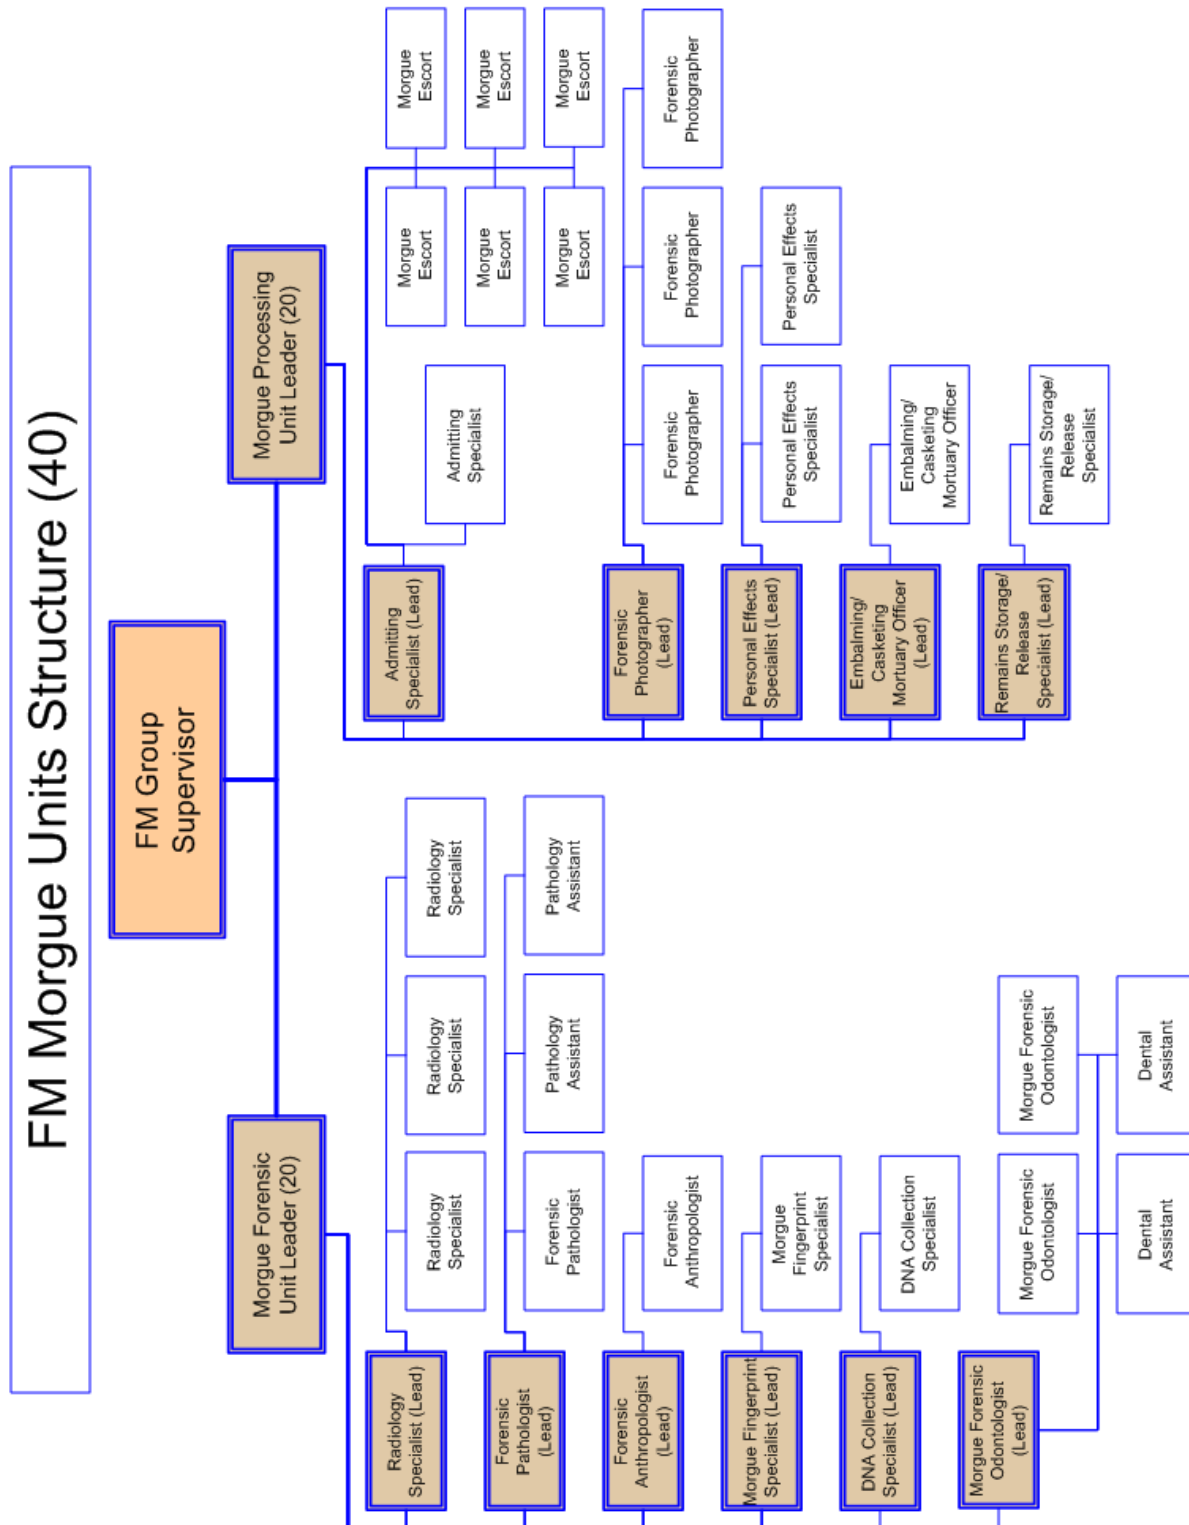 FM Morgue Units Structure (40)
FM Group
Supervisor
Morgue Forensic
Unit Leader (20)
Morgue Processing
Unit Leader (20)
Radiology
Specialist (Lead)
Radiology
Specialist
Radiology
Specialist
Radiology
Specialist
Forensic
Pathologist
(Lead)
Forensic
Pathologist
Pathology
Assistant
Pathology
Assistant
Forensic
Anthropologist
(Lead)
Forensic
Anthropologist
Morgue Fingerprint
Specialist (Lead)
Morgue
Fingerprint
Specialist
DNA Collection
Specialist (Lead)
DNA Collection
Specialist
Morgue Forensic
Odontologist
(Lead)
Morgue Forensic
Odontologist
Morgue Forensic
Odontologist
Dental
Assistant
Dental
Assistant
Admitting
Specialist (Lead)
Admitting
Specialist
Morgue
Escort
Morgue
Escort
Morgue
Escort
Morgue
Escort
Morgue
Escort
Morgue
Escort
Forensic
Photographer
(Lead)
Forensic
Photographer
Forensic
Photographer
Forensic
Photographer
Personal Effects
Specialist (Lead)
Personal Effects
Specialist
Personal Effects
Specialist
Embalming/
Casketing
Mortuary Officer
(Lead)
Embalming/
Casketing
Mortuary Officer
Remains Storage/
Release
Specialist (Lead)
Remains Storage/
Release
Specialist